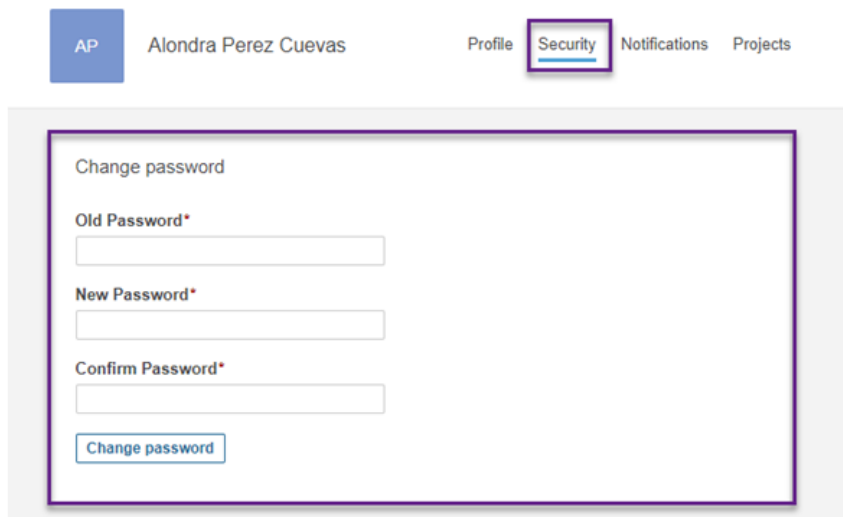 AP Alondra Perez Cuevas Profile Security Notifications Projects
Change password
Old Password*
New Password*
Confirm Password*
Change password